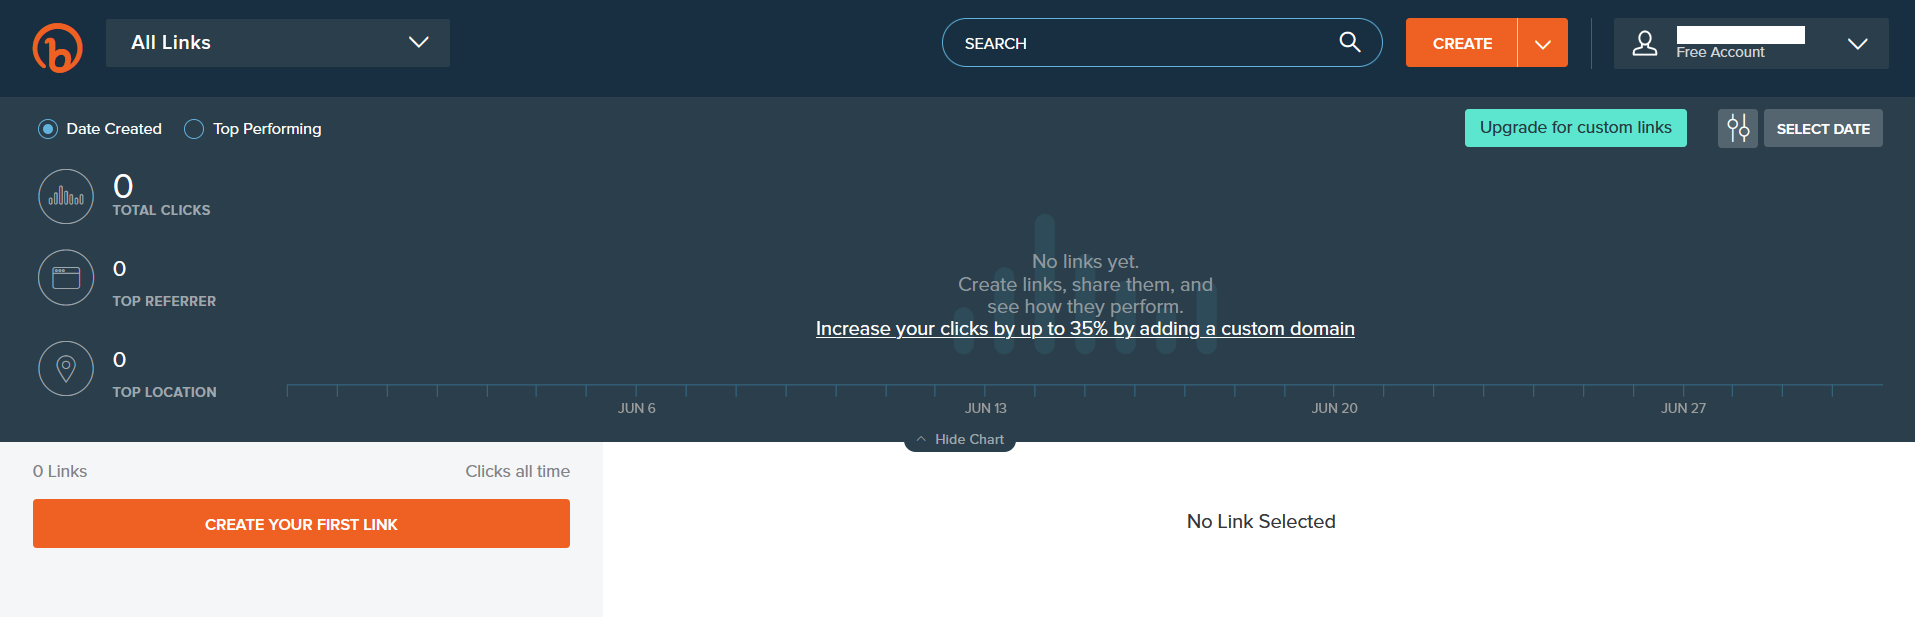 All Links
SEARCH
CREATE
Free Account
Date Created
Top Performing
Upgrade for custom links
SELECT DATE
0
TOTAL CLICKS
0
TOP REFERRER
0
TOP LOCATION
No links yet.
Create links, share them, and
see how they perform.
Increase your clicks by up to 35% by adding a custom domain
JUN 6
JUN 13
JUN 20
JUN 27
Hide Chart
0 Links
Clicks all time
CREATE YOUR FIRST LINK
No Link Selected